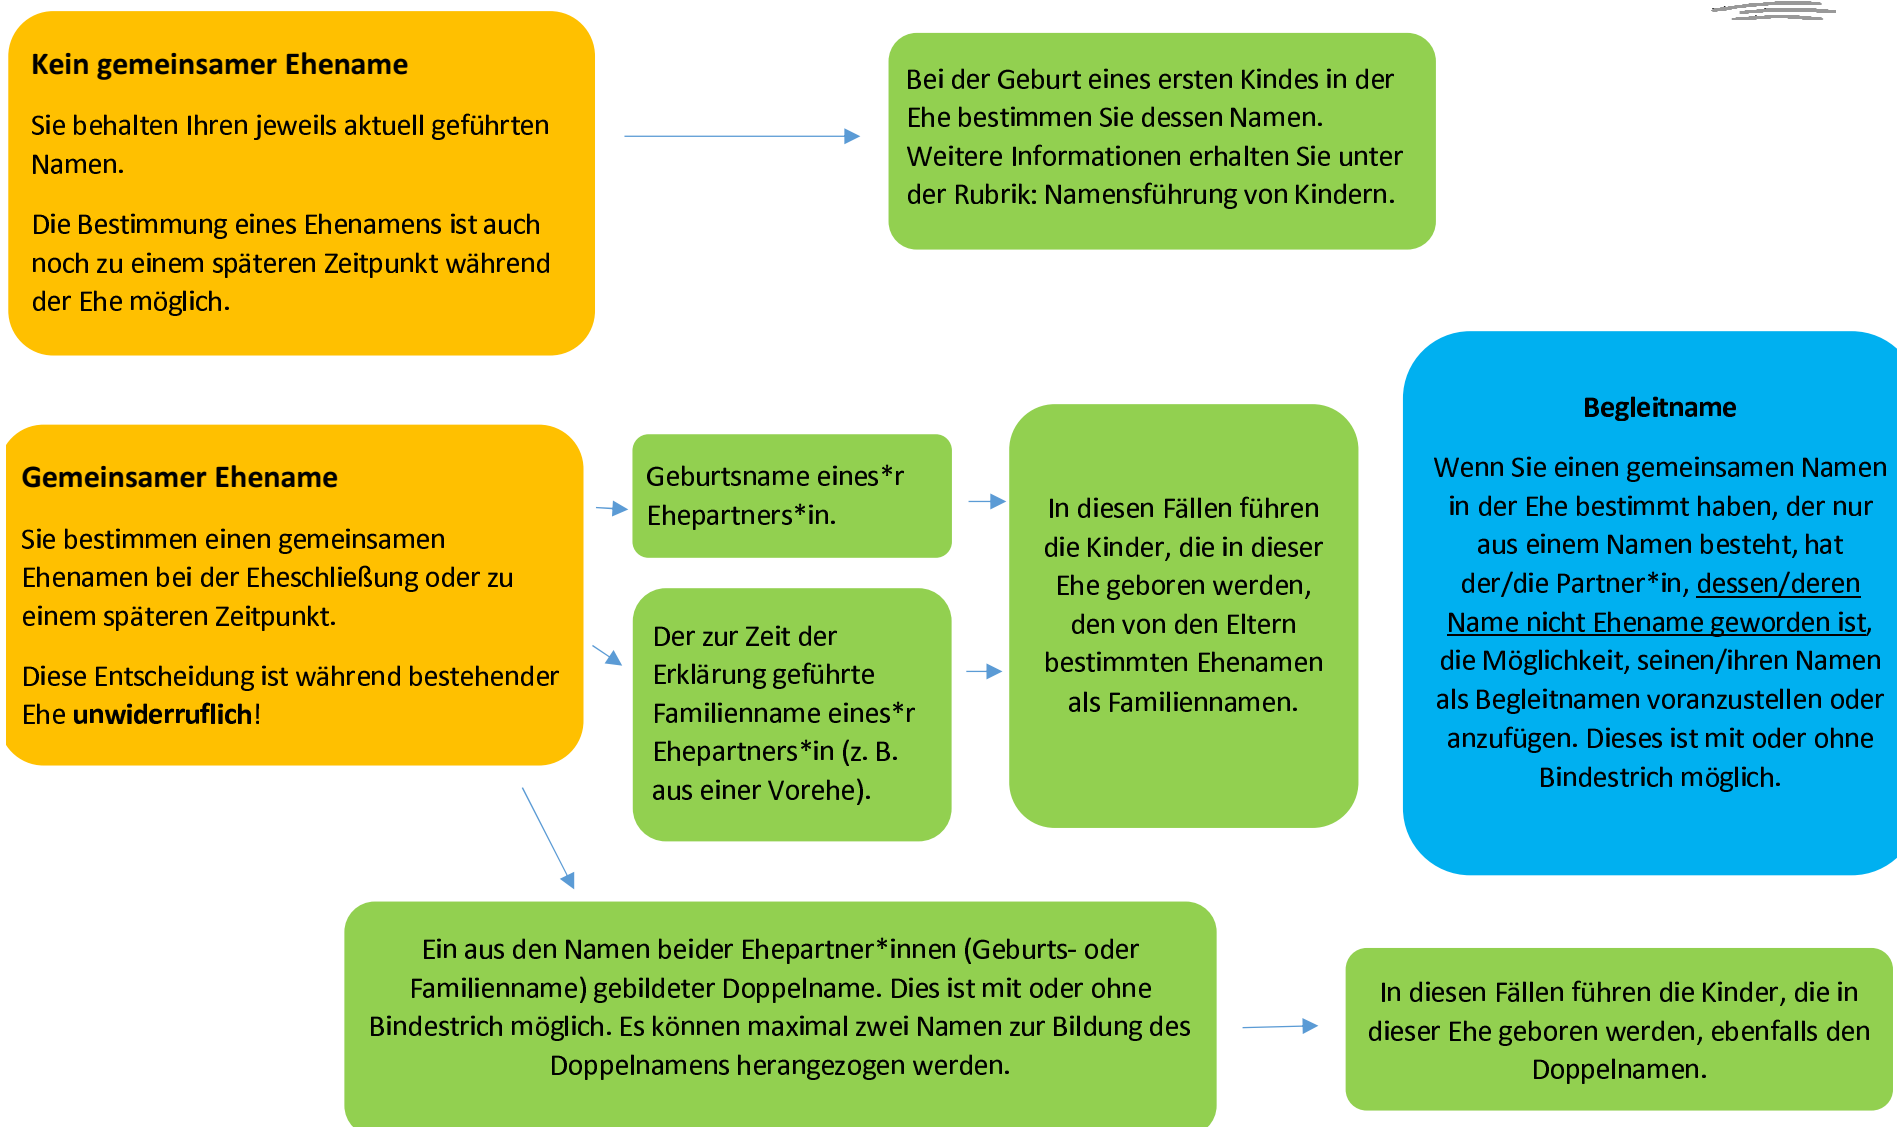 Kein gemeinsamer Ehename
Sie behalten Ihren jeweils aktuell geführten
Namen.
Die Bestimmung eines Ehenamens ist auch
noch zu einem späteren Zeitpunkt während
der Ehe möglich.
Bei der Geburt eines ersten Kindes in der
Ehe bestimmen Sie dessen Namen.
Weitere Informationen erhalten Sie unter
der Rubrik: Namensführung von Kindern.
Gemeinsamer Ehename
Sie bestimmen einen gemeinsamen
Ehenamen bei der Eheschließung oder zu
einem späteren Zeitpunkt.
Diese Entscheidung ist während bestehender
Ehe unwiderruflich!
Geburtsname eines*r
Ehepartners*in.
Der zur Zeit der
Erklärung geführte
Familienname eines*r
Ehepartners*in (z. B.
aus einer Vorehe).
In diesen Fällen führen
die Kinder, die in dieser
Ehe geboren werden,
den von den Eltern
bestimmten Ehenamen
als Familiennamen.
Begleitname
Wenn Sie einen gemeinsamen Namen
in der Ehe bestimmt haben, der nur
aus einem Namen besteht, hat
der/die Partner*in, dessen/deren
Name nicht Ehename geworden ist,
die Möglichkeit, seinen/ihren Namen
als Begleitnamen voranzustellen oder
anzufügen. Dieses ist mit oder ohne
Bindestrich möglich.
Ein aus den Namen beider Ehepartner*innen (Geburts- oder
Familienname) gebildeter Doppelname. Dies ist mit oder ohne
Bindestrich möglich. Es können maximal zwei Namen zur Bildung des
Doppelnamens herangezogen werden.
In diesen Fällen führen die Kinder, die in
dieser Ehe geboren werden, ebenfalls den
Doppelnamen.